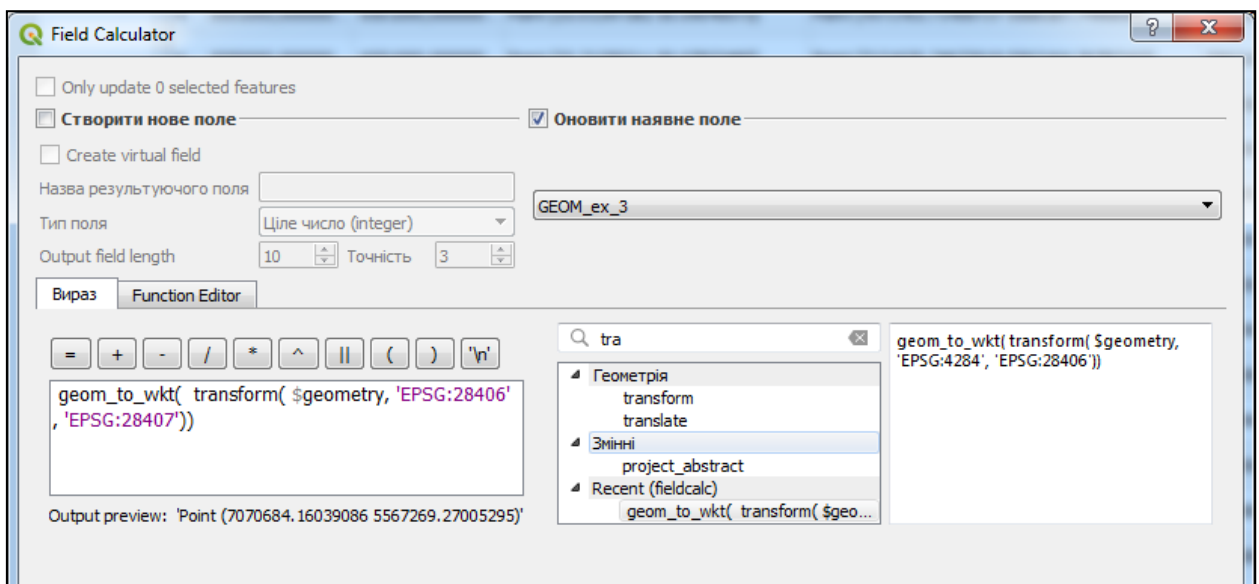 Field Calculator
Only update 0 selected features
Створити нове поле
Оновити наявне поле
Create virtual field
Назва результуючого поля
GEOM_ex_3
Тип поля
Ціле число (integer)
Output field length
10
Точність
3
Вираз
Function Editor
= + - / * ^ || ( ) '\n'
geom_to_wkt( transform( $geometry, 'EPSG:28406'
, 'EPSG:28407'))
Output preview: 'Point (7070684.16039086 5567269.27005295)'
tra
Геометрія
transform
translate
Змінні
project_abstract
Recent (fieldcalc)
geom_to_wkt( transform( $geo...
geom_to_wkt( transform( $geometry,
'EPSG:4284', 'EPSG:28406'))